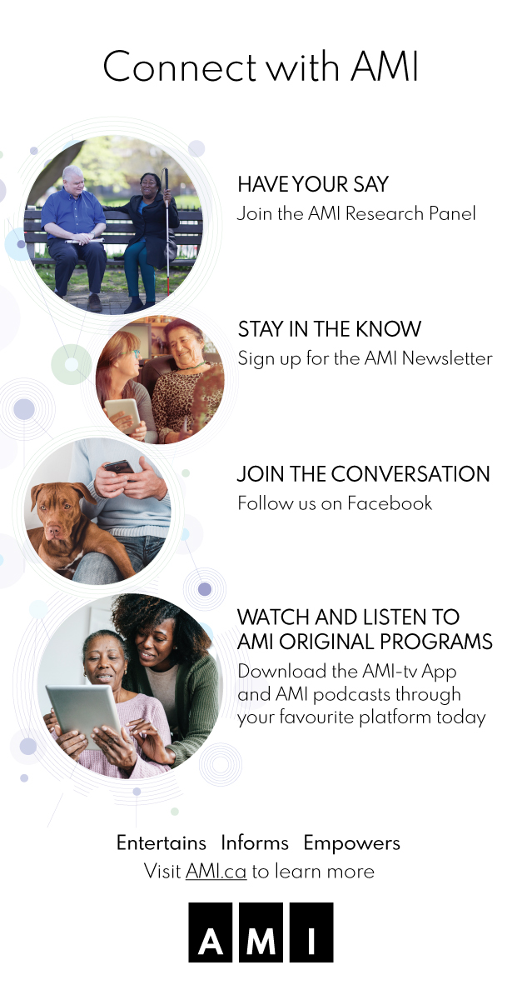 Connect with AMI
HAVE YOUR SAY
Join the AMI Research Panel
STAY IN THE KNOW
Sign up for the AMI Newsletter
JOIN THE CONVERSATION
Follow us on Facebook
WATCH AND LISTEN TO
AMI ORIGINAL PROGRAMS
Download the AMI-tv App
and AMI podcasts through
your favourite platform today
Entertains Informs Empowers
Visit AMI.ca to learn more
AMI